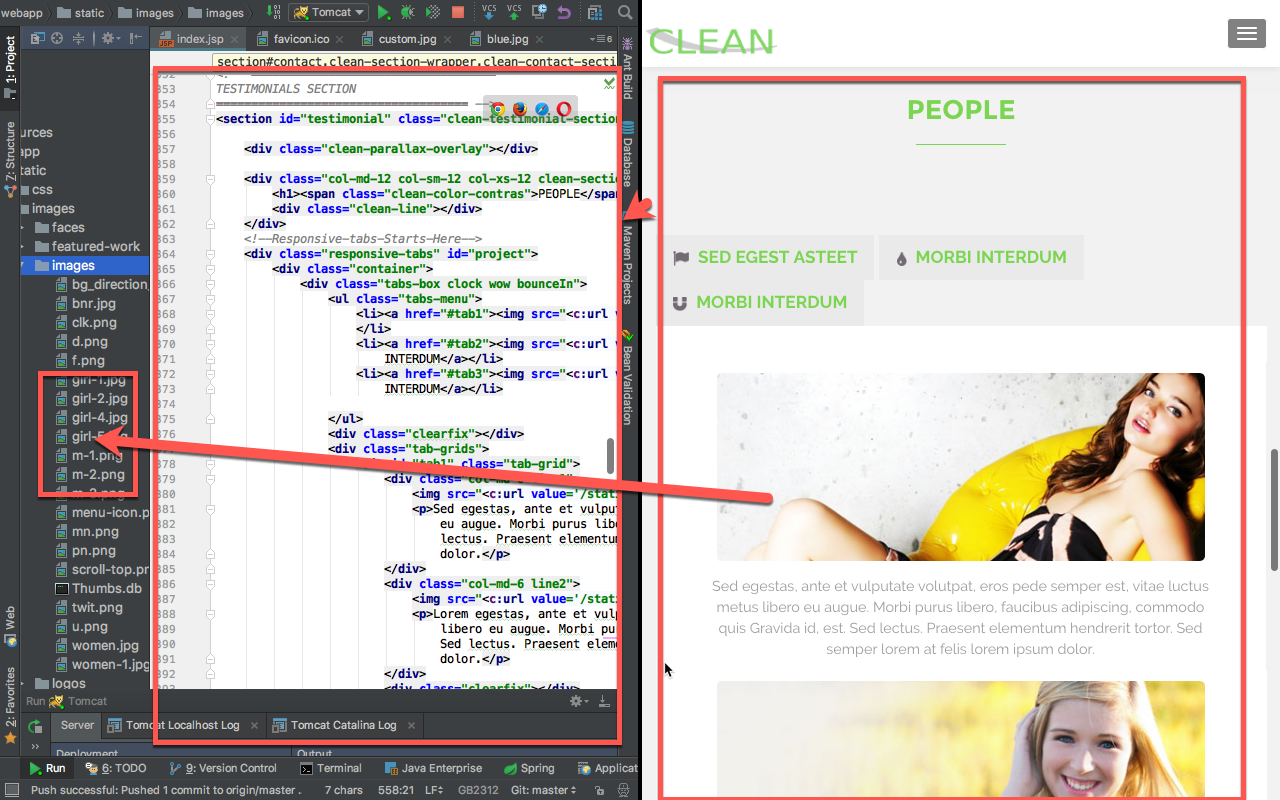 webapp static images images Tomcat VCS VCS
1: Project
Z: Structure
Web
2: Favorites
index.jsp favicon.ico custom.jpg blue.jpg 6
section#contact.clean-section-wrapper.clean-contact-secti
ources
app
tatic
css
images
faces
featured-work
images
bg_direction_
bnr.jpg
clk.png
d.png
f.png
girl-1.jpg
girl-2.jpg
girl-4.jpg
m-1.png
m-2.png
menu-icon.p
mn.png
pn.png
scroll-top.pr
Thumbs.db
twit.png
u.png
women.jpg
women-1.jpg
logos
353 TESTIMONIALS SECTION
354 ==================================== -->
355 <section id="testimonial" class="clean-testimonial-section
356
357 <div class="clean-parallax-overlay"></div>
358
359 <div class="col-md-12 col-sm-12 col-xs-12 clean-section
360 <h1><span class="clean-color-contras">PEOPLE</span
361 <div class="clean-line"></div>
362 </div>
363 <!--Responsive-tabs-Starts-Here-->
364 <div class="responsive-tabs" id="project">
365 <div class="container">
366 <div class="tabs-box clock wow bounceIn">
367 <ul class="tabs-menu">
368 <li><a href="#tab1"><img src="<c:url v
369 </li>
370 <li><a href="#tab2"><img src="<c:url v
371 INTERDUM</a></li>
372 <li><a href="#tab3"><img src="<c:url v
373 INTERDUM</a></li>
374
375 </ul>
376 <div class="clearfix"></div>
377 <div class="tab-grids">
378 "tab1" class="tab-grid">
379 <div
380 <img src="<c:url value='/stat
381 <p>Sed egestas, ante et vulput
382 eu augue. Morbi purus libe
383 lectus. Praesent elementum
384 dolor.</p>
385 </div>
386 <div class="col-md-6 line2">
387 <img src="<c:url value='/stat
388 <p>Lorem egestas, ante et vulp
389 libero eu augue. Morbi pu
390 Sed lectus. Praesent eleme
391 dolor.</p>
392 </div>
<div class="clearfix"></div>
Ant Build
Database
Maven Projects
Bean Validation
Run Tomcat
Server Tomcat Localhost Log Tomcat Catalina Log
Deployment Output
Run 6: TODO 9: Version Control Terminal Java Enterprise Spring Applicat
Push successful: Pushed 1 commit to origin/master . 7 chars 558:21 LF GB2312 Git: master
CLEAN
PEOPLE
SED EGEST ASTEET MORBI INTERDUM
MORBI INTERDUM
Sed egestas, ante et vulputate volutpat, eros pede semper est, vitae luctus
metus libero eu augue. Morbi purus libero, faucibus adipiscing, commodo
quis Gravida id, est. Sed lectus. Praesent elementum hendrerit tortor. Sed
semper lorem at felis lorem ipsum dolor.